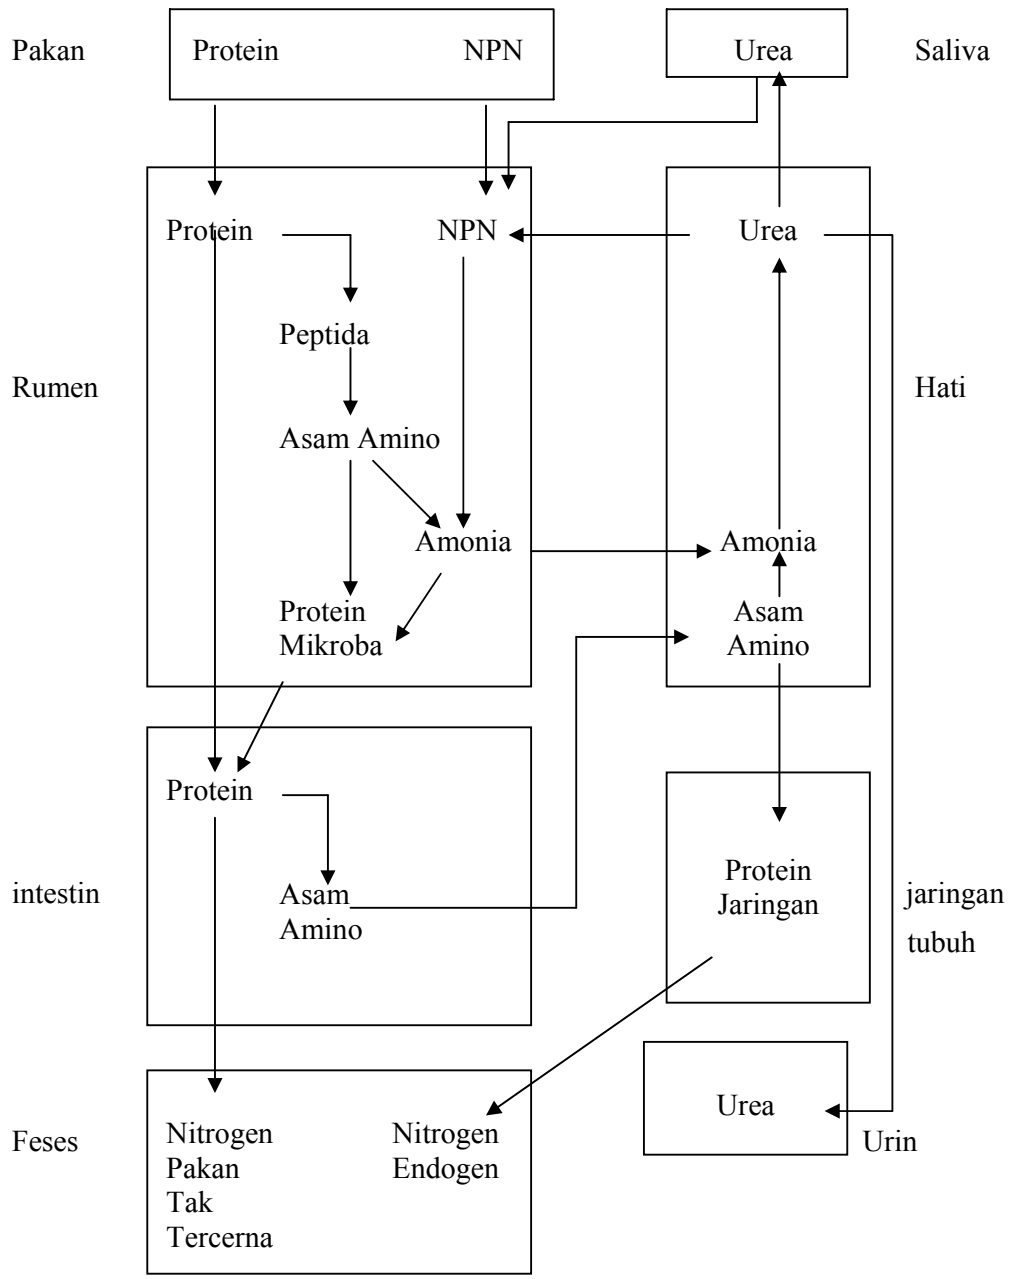 Pakan
Protein
NPN
Urea
Saliva
Protein
NPN
Urea
Peptida
Rumen
Hati
Asam Amino
Amonia
Amonia
Protein
Mikroba
Asam
Amino
Protein
intestin
Asam
Amino
Protein
Jaringan
jaringan
tubuh
Feses
Nitrogen
Pakan
Tak
Tercerna
Nitrogen
Endogen
Urea
Urin